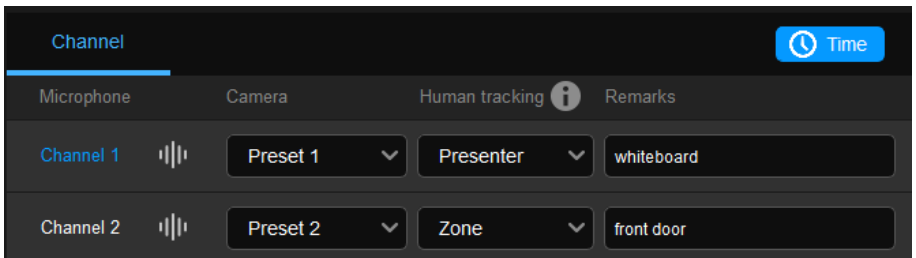 Channel Time
Microphone Camera Human tracking Remarks
Channel 1 Preset 1 Presenter whiteboard
Channel 2 Preset 2 Zone front door